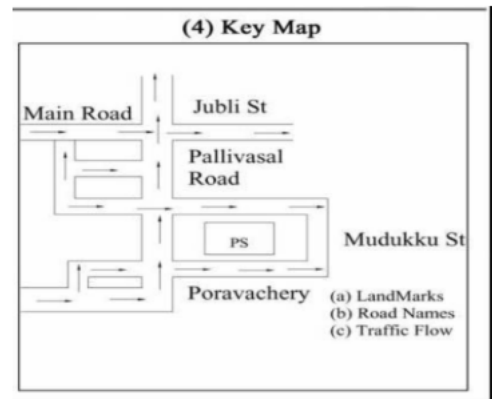 (4) Key Map
Main Road
Jubli St
Pallivasal
Road
PS
Mudukku St
Poravachery
(a) LandMarks
(b) Road Names
(c) Traffic Flow